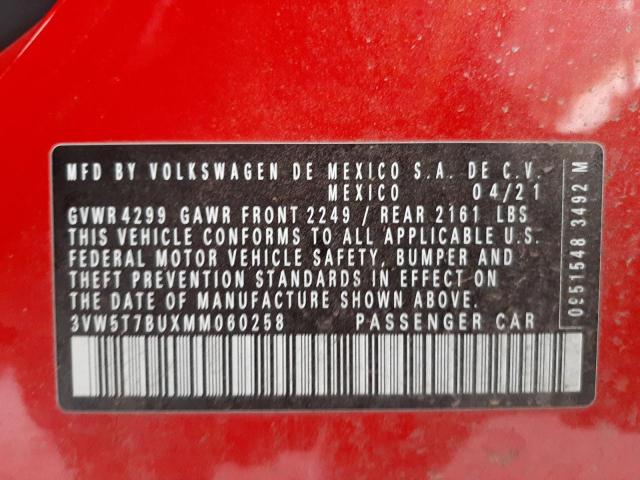 MFD BY VOLKSWAGEN DE MEXICO S.A. DE C.V.
MEXICO 04/21
GVWR 4299 GAWR FRONT 2249 / REAR 2161 LBS
THIS VEHICLE CONFORMS TO ALL APPLICABLE U.S.
FEDERAL MOTOR VEHICLE SAFETY, BUMPER AND
THEFT PREVENTION STANDARDS IN EFFECT ON
THE DATE OF MANUFACTURE SHOWN ABOVE.
3VW5T7BUXMM060258 PASSENGER CAR
0951548 3492 M